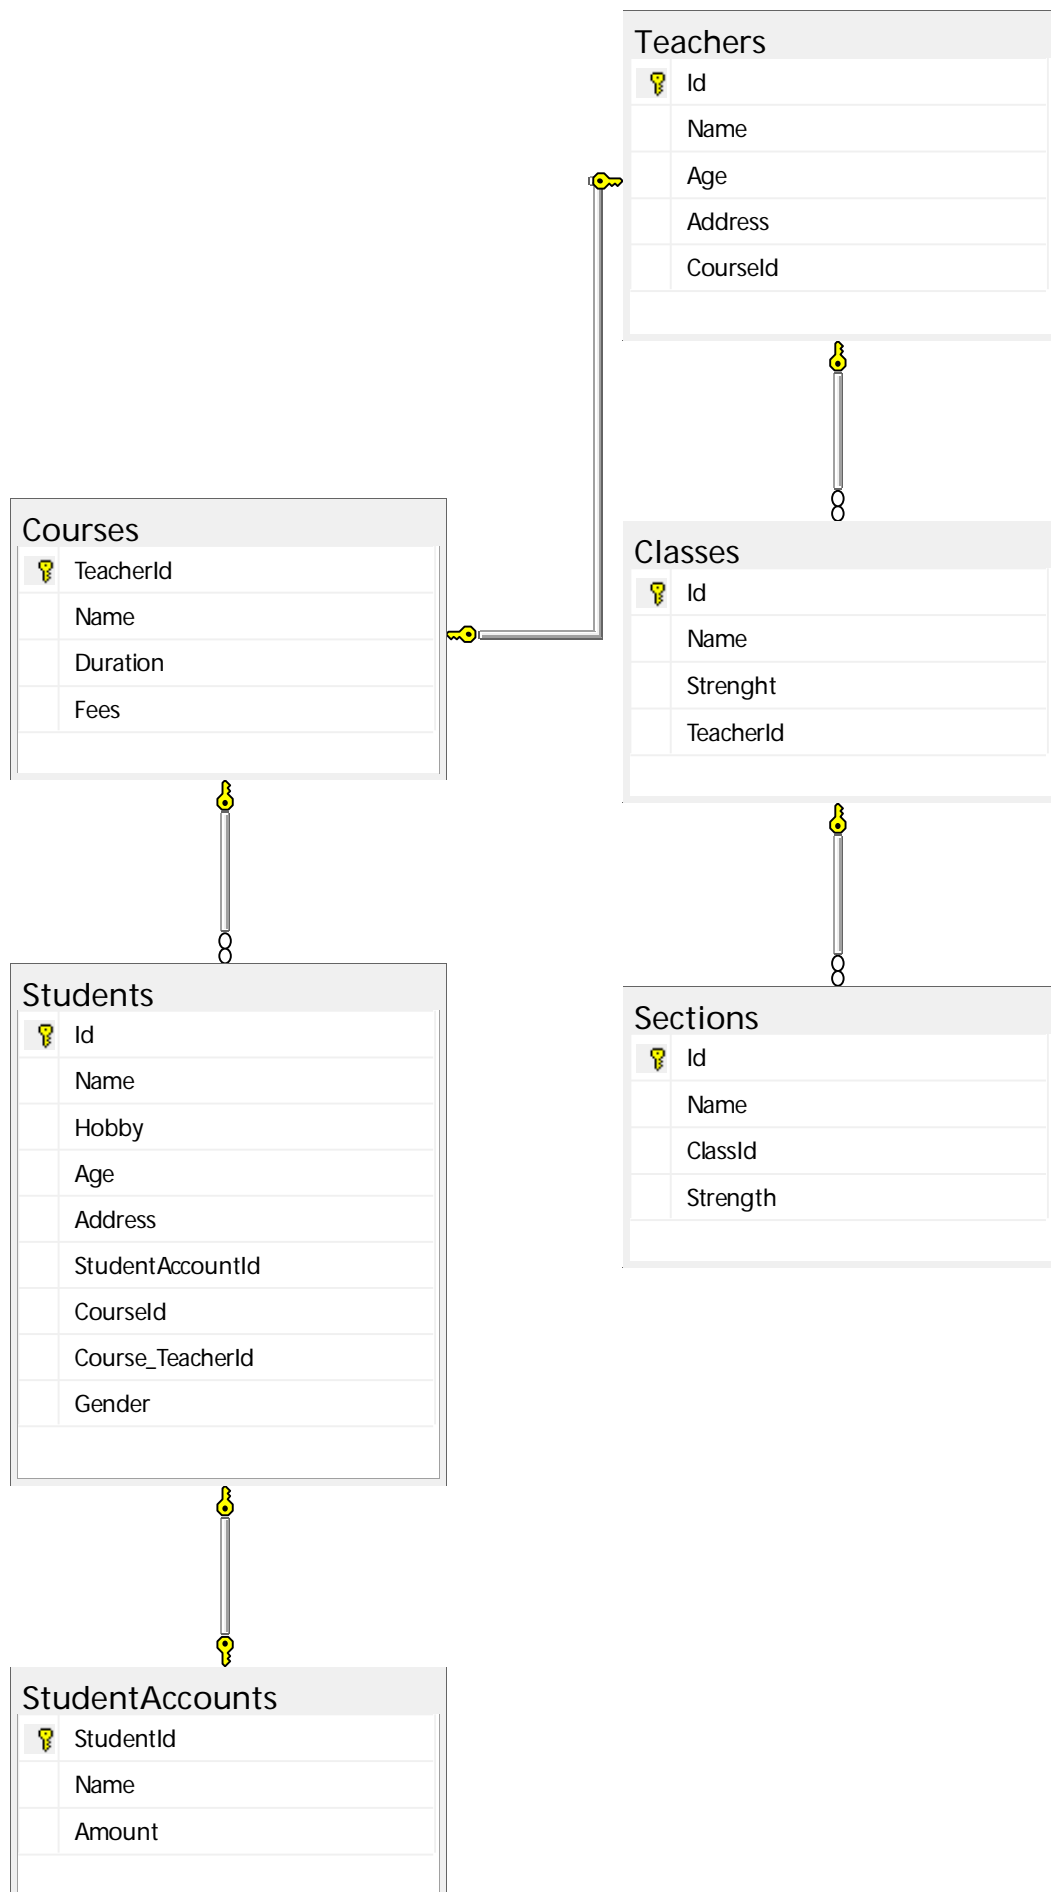 Teachers
Id
Name
Age
Address
CourseId
Courses
TeacherId
Name
Duration
Fees
Classes
Id
Name
Strenght
TeacherId
Students
Id
Name
Hobby
Age
Address
StudentAccountId
CourseId
Course_TeacherId
Gender
Sections
Id
Name
ClassId
Strength
StudentAccounts
StudentId
Name
Amount